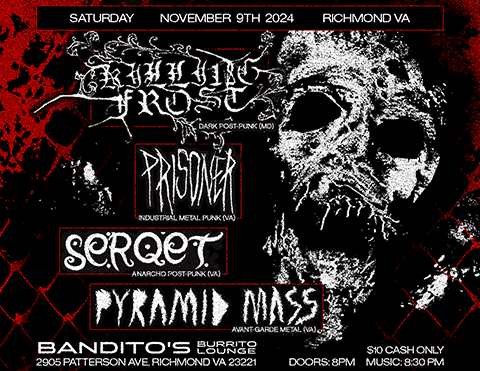 SATURDAY NOVEMBER 9TH 2024 RICHMOND VA
KILLING
FROST
DARK POST-PUNK (MD)
PRISONER
INDUSTRIAL METAL PUNK (VA)
SERQET
ANARCHO POST-PUNK (VA)
PYRAMID MASS
AVANT-GARDE METAL (VA)
BANDITO'S BURRITO LOUNGE
2905 PATTERSON AVE, RICHMOND VA 23221
DOORS: 8PM
$10 CASH ONLY
MUSIC: 8:30 PM